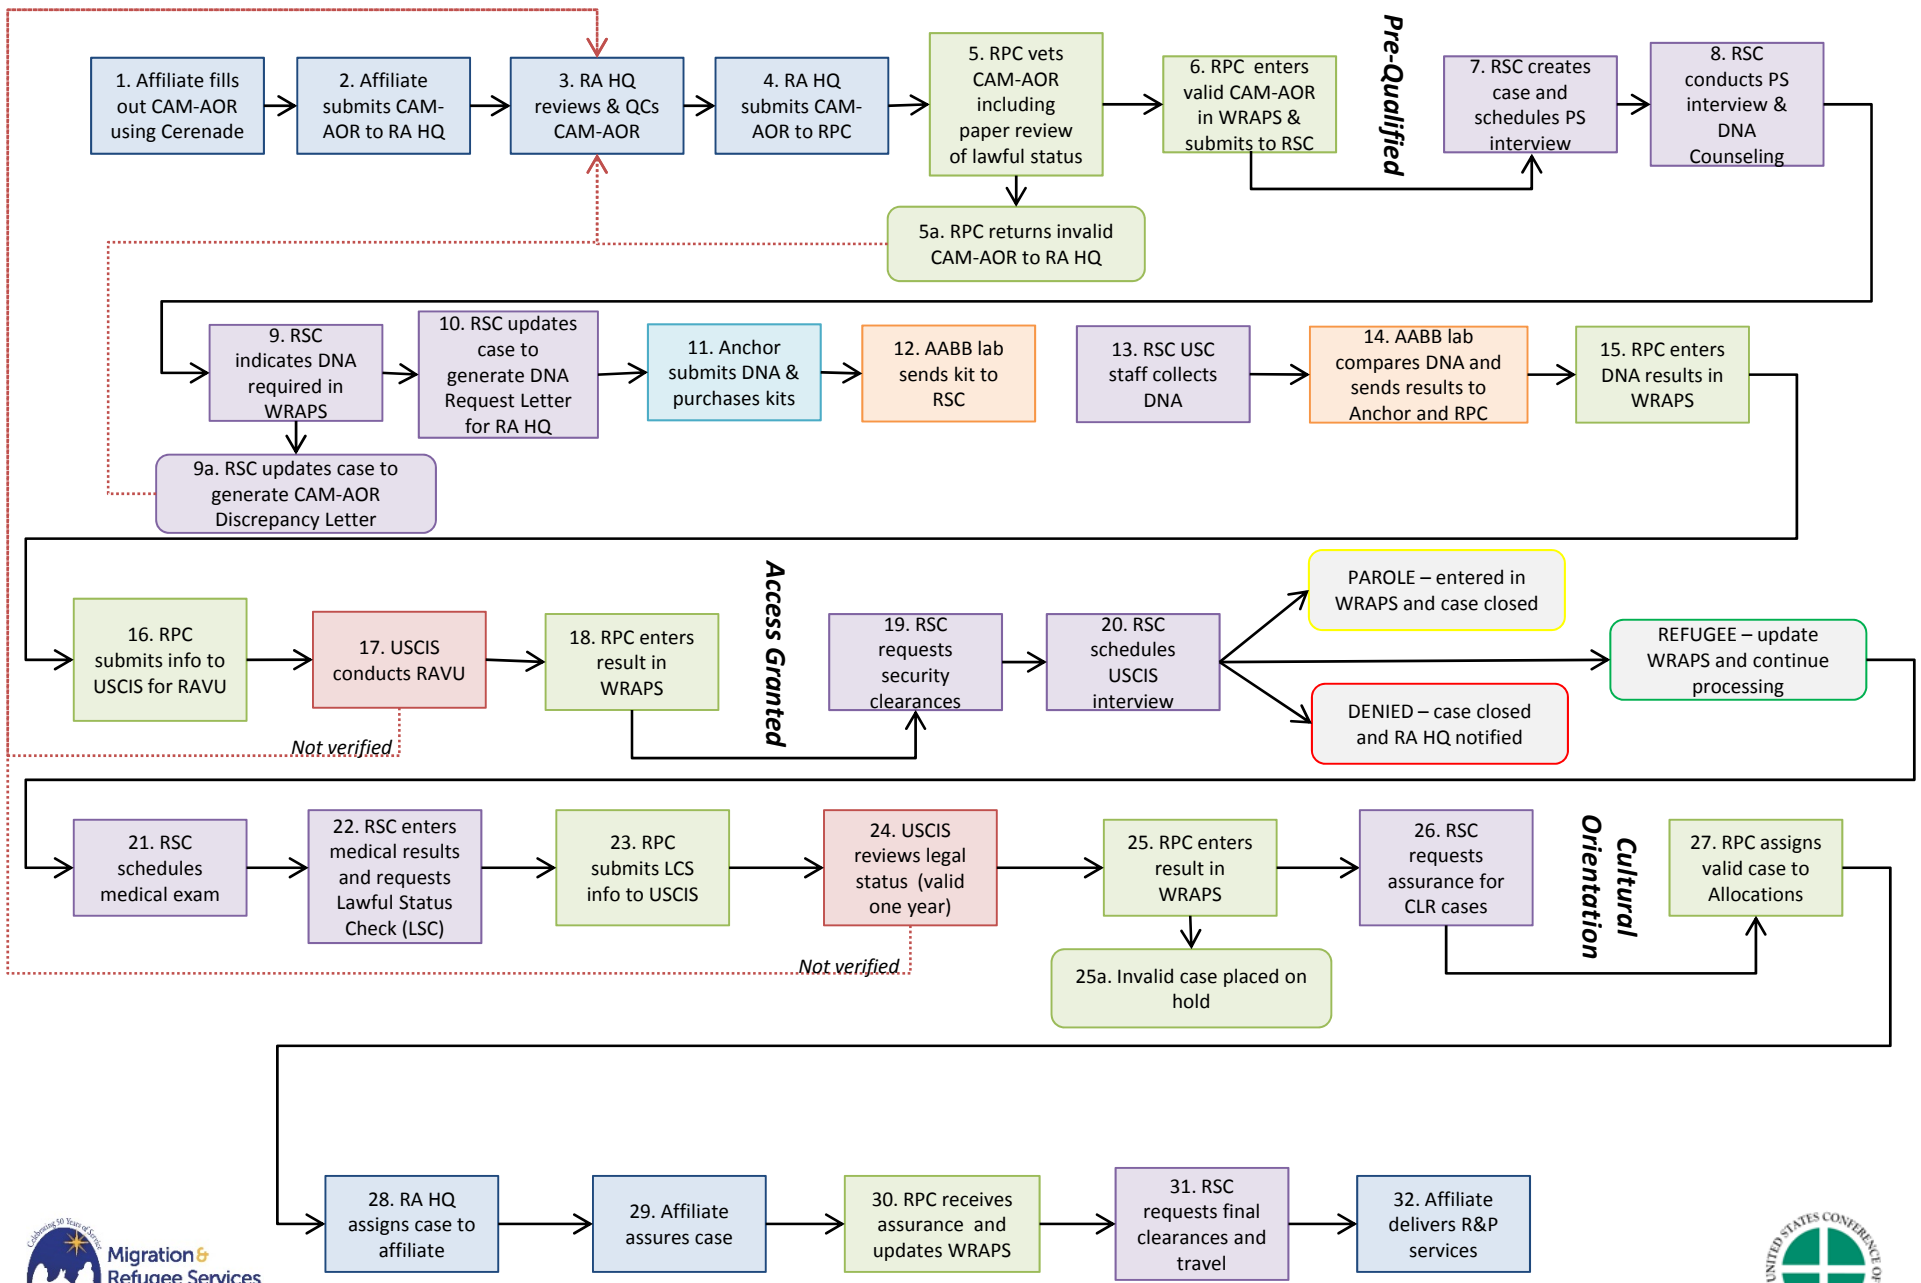 1. Affiliate fills
out CAM-AOR
using Cerenade
2. Affiliate
submits CAM-
AOR to RA HQ
3. RA HQ
reviews & QCs
CAM-AOR
4. RA HQ
submits CAM-
AOR to RPC
5. RPC vets
CAM-AOR
including
paper review
of lawful status
6. RPC enters
valid CAM-AOR
in WRAPS &
submits to RSC
Pre-Qualified
7. RSC creates
case and
schedules PS
interview
8. RSC
conducts PS
interview &
DNA
Counseling
5a. RPC returns invalid
CAM-AOR to RA HQ
9. RSC
indicates DNA
required in
WRAPS
10. RSC updates
case to
generate DNA
Request Letter
for RA HQ
11. Anchor
submits DNA &
purchases kits
12. AABB lab
sends kit to
RSC
13. RSC USC
staff collects
DNA
14. AABB lab
compares DNA and
sends results to
Anchor and RPC
15. RPC enters
DNA results in
WRAPS
9a. RSC updates case to
generate CAM-AOR
Discrepancy Letter
16. RPC
submits info to
USCIS for RAVU
17. USCIS
conducts RAVU
Not verified
18. RPC enters
result in
WRAPS
Access Granted
19. RSC
requests
security
clearances
20. RSC
schedules
USCIS
interview
PAROLE – entered in
WRAPS and case closed
REFUGEE – update
WRAPS and continue
processing
DENIED – case closed
and RA HQ notified
21. RSC
schedules
medical exam
22. RSC enters
medical results
and requests
Lawful Status
Check (LSC)
23. RPC
submits LCS
info to USCIS
24. USCIS
reviews legal
status (valid
one year)
Not verified
25. RPC enters
result in
WRAPS
25a. Invalid case placed on
hold
26. RSC
requests
assurance for
CLR cases
Cultural
Orientation
27. RPC assigns
valid case to
Allocations
28. RA HQ
assigns case to
affiliate
29. Affiliate
assures case
30. RPC receives
assurance and
updates WRAPS
31. RSC
requests final
clearances and
travel
32. Affiliate
delivers R&P
services
Celebrating 50 Years of Service
Migration &
Refugee Services
UNITED STATES CONFERENCE OF